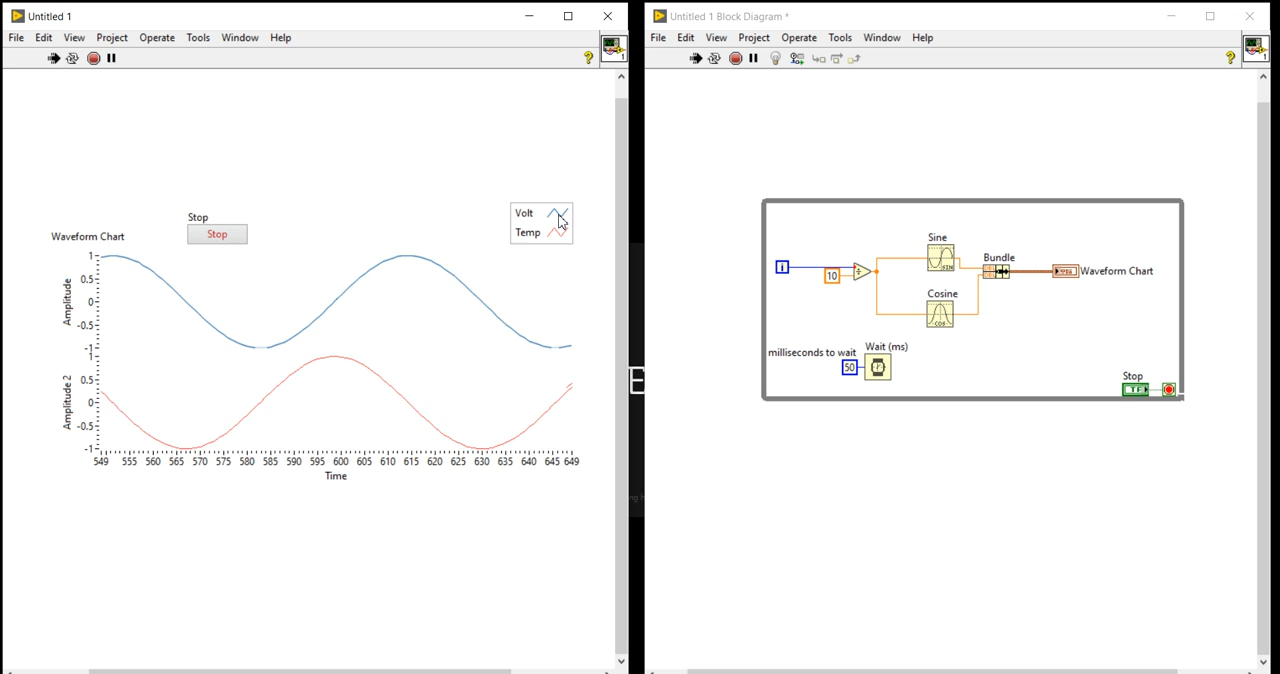 Untitled 1
File Edit View Project Operate Tools Window Help
1
Stop
Stop
Volt
Temp
Waveform Chart
Amplitude
1
0.5
0
-0.5
-1
Amplitude 2
1
0.5
0
-0.5
-1
549 555 560 565 570 575 580 585 590 595 600 605 610 615 620 625 630 635 640 645 649
Time
E
Untitled 1 Block Diagram *
File Edit View Project Operate Tools Window Help
1
i
10
÷
Sine
SIN
Cosine
COS
Bundle
Waveform Chart
milliseconds to wait
50
Wait (ms)
Stop
TF